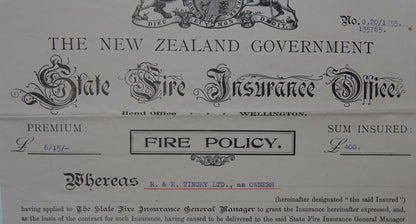 DIEU ET MON DROIT
No. G.20/1255.
135765.
THE NEW ZEALAND GOVERNMENT
State Fire Insurance Office.
Head Office WELLINGTON.
PREMIUM: SUM INSURED:
£ 6/15/- FIRE POLICY. £ 400.
Whereas R. & E. TINGEY LTD., as OWNERS
(hereinafter designated "the said Insured")
having applied to The State Fire Insurance General Manager to grant the Insurance hereinafter expressed, and,
as the basis of the contract for such Insurance, having caused to be delivered to the said State Fire Insurance General Manager